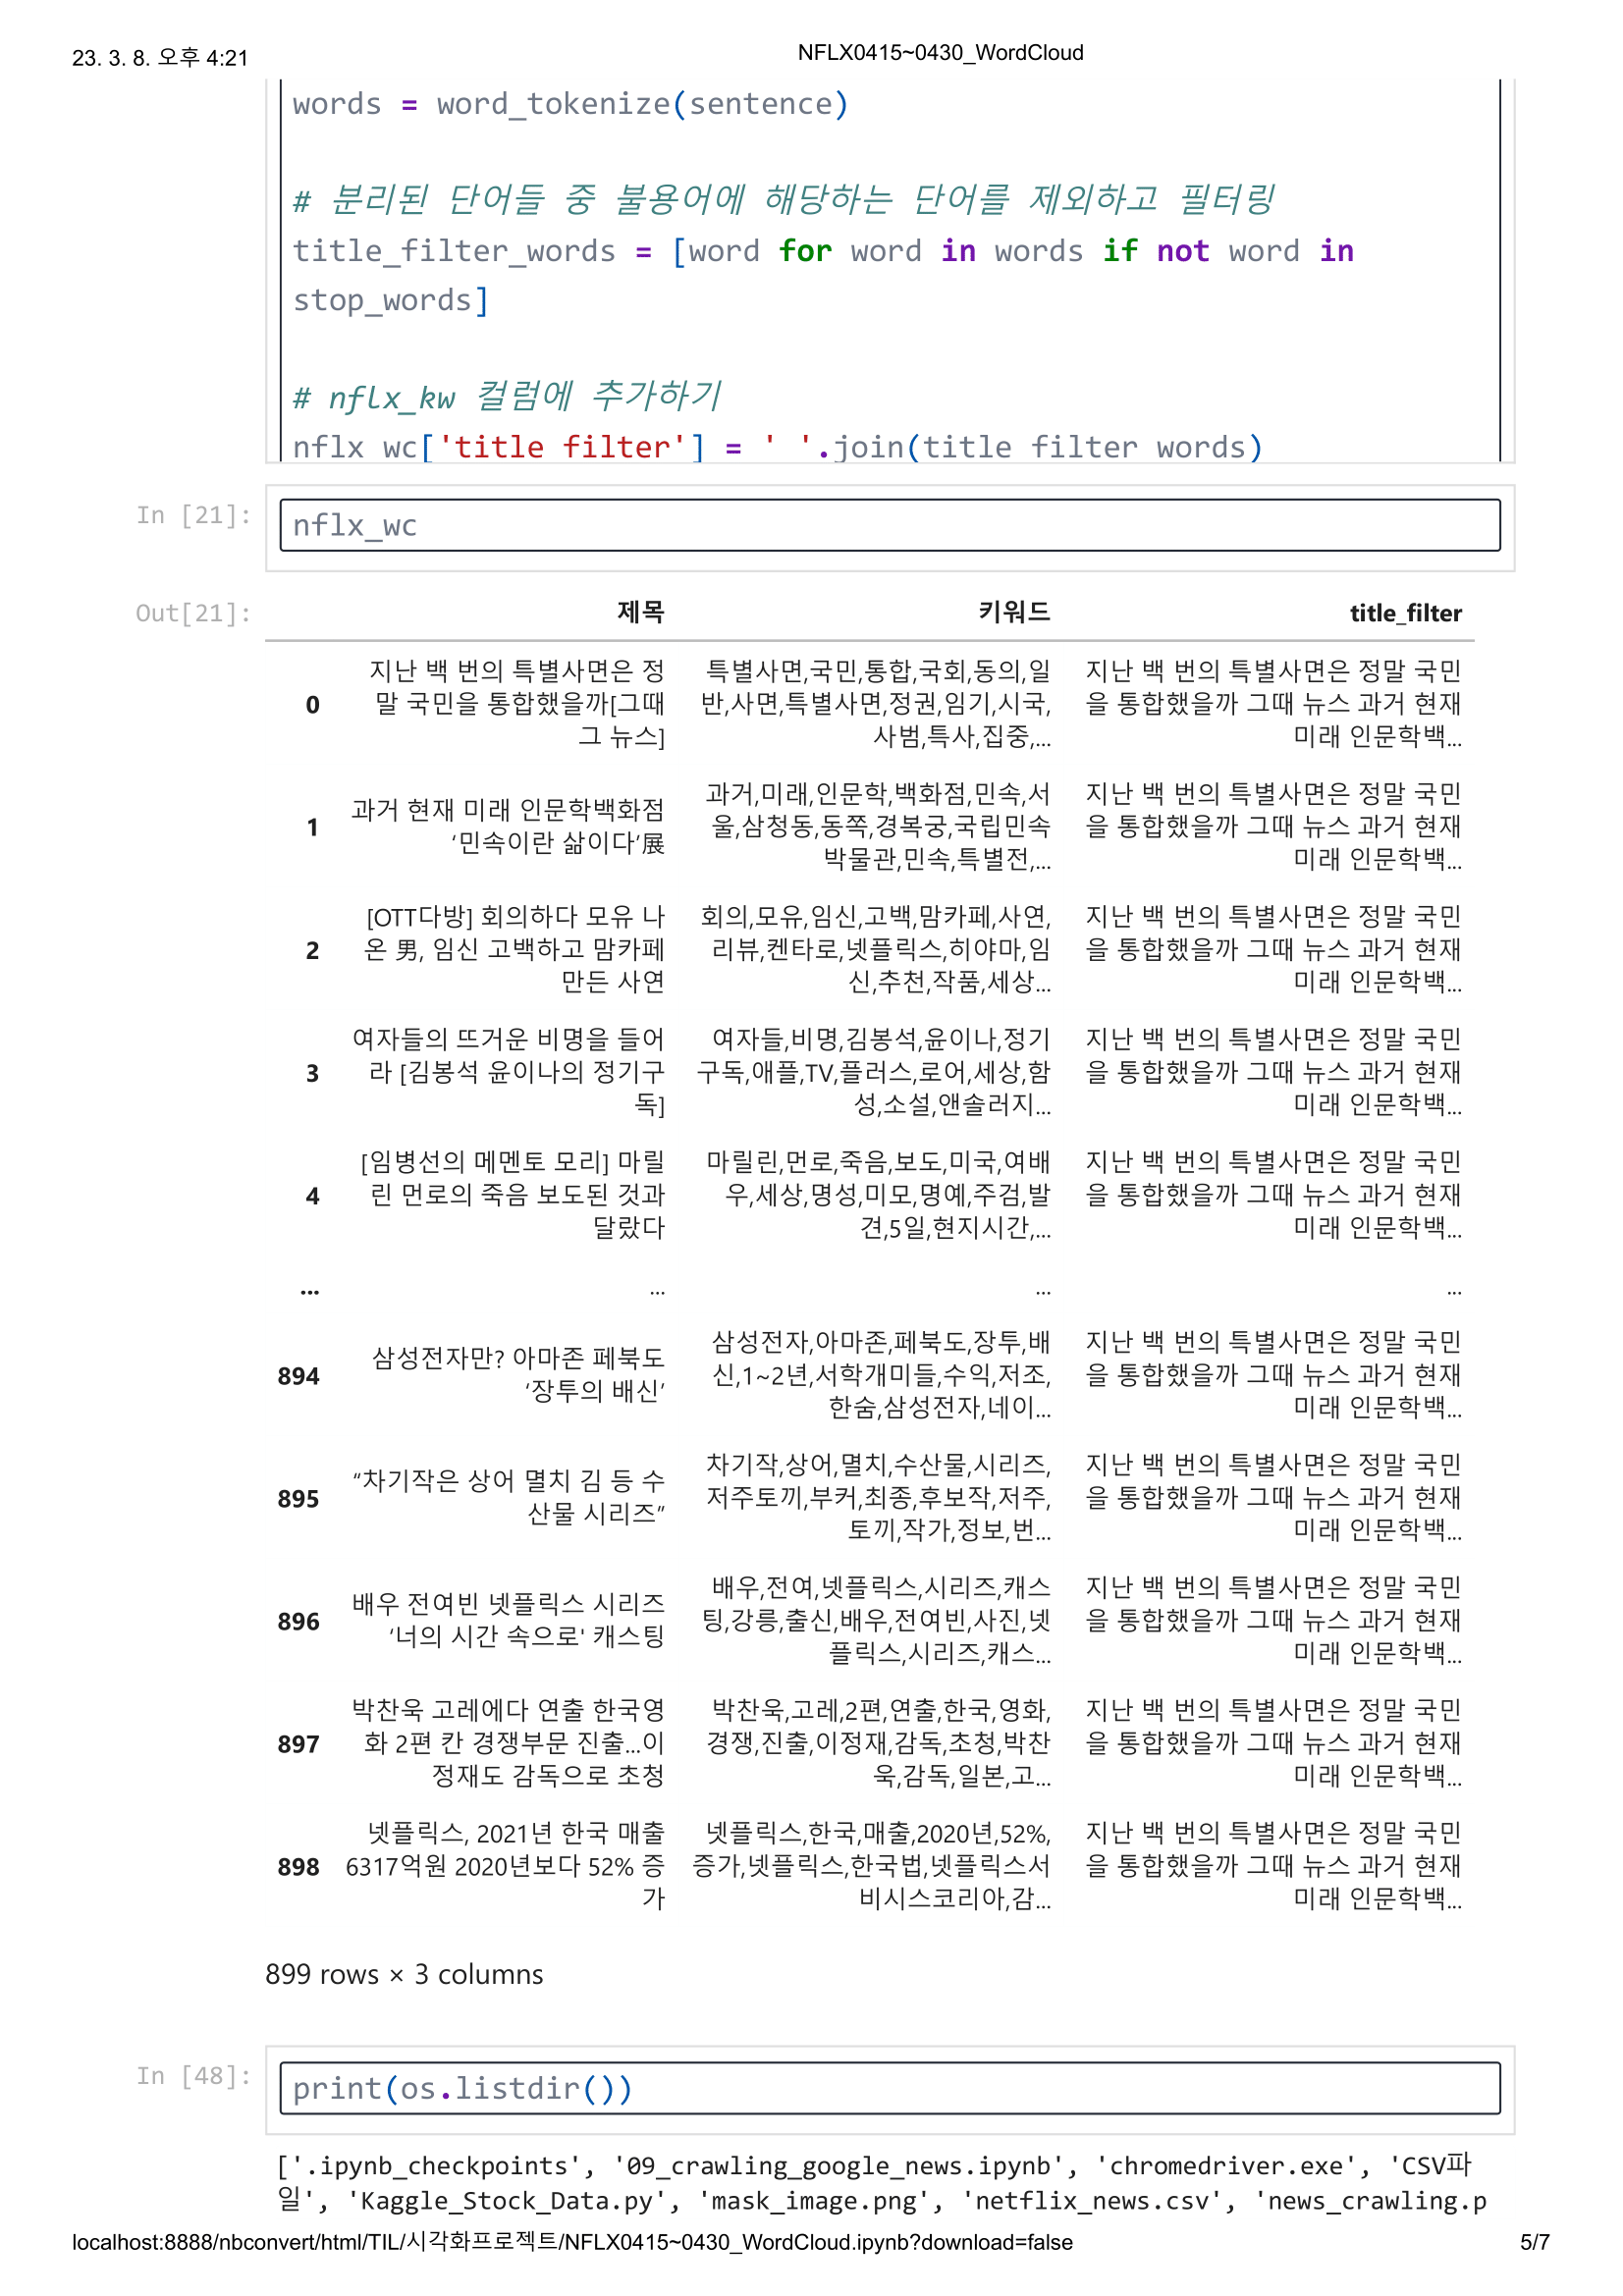 23. 3. 8. 오후 4:21
NFLX0415~0430_WordCloud
words = word_tokenize(sentence)
# 분리된 단어들 중 불용어에 해당하는 단어를 제외하고 필터링
title_filter_words = [word for word in words if not word in
stop_words]
# nflx_kw 컬럼에 추가하기
nflx_wc['title_filter'] = ' '.join(title_filter_words)
In [21]:
nflx_wc
Out[21]:
제목 키워드 title_filter
0
지난 백 번의 특별사면은 정
말 국민을 통합했을까[그때
그 뉴스]
특별사면,국민,통합,국회,동의,일
반,사면,특별사면,정권,임기,시국,
사범,특사,집중,...
지난 백 번의 특별사면은 정말 국민
을 통합했을까 그때 뉴스 과거 현재
미래 인문학백...
1
과거 현재 미래 인문학백화점
‘민속이란 삶이다’展
과거,미래,인문학,백화점,민속,서
울,삼청동,동쪽,경복궁,국립민속
박물관,민속,특별전,...
지난 백 번의 특별사면은 정말 국민
을 통합했을까 그때 뉴스 과거 현재
미래 인문학백...
2
[OTT다방] 회의하다 모유 나
온 男, 임신 고백하고 맘카페
만든 사연
회의,모유,임신,고백,맘카페,사연,
리뷰,켄타로,넷플릭스,히야마,임
신,추천,작품,세상...
지난 백 번의 특별사면은 정말 국민
을 통합했을까 그때 뉴스 과거 현재
미래 인문학백...
3
여자들의 뜨거운 비명을 들어
라 [김봉석 윤이나의 정기구
독]
여자들,비명,김봉석,윤이나,정기
구독,애플,TV,플러스,로어,세상,함
성,소설,앤솔러지...
지난 백 번의 특별사면은 정말 국민
을 통합했을까 그때 뉴스 과거 현재
미래 인문학백...
4
[임병선의 메멘토 모리] 마릴
린 먼로의 죽음 보도된 것과
달랐다
마릴린,먼로,죽음,보도,미국,여배
우,세상,명성,미모,명예,주검,발
견,5일,현지시간,...
지난 백 번의 특별사면은 정말 국민
을 통합했을까 그때 뉴스 과거 현재
미래 인문학백...
... ... ... ...
894
삼성전자만? 아마존 페북도
‘장투의 배신’
삼성전자,아마존,페북도,장투,배
신,1~2년,서학개미들,수익,저조,
한숨,삼성전자,네이...
지난 백 번의 특별사면은 정말 국민
을 통합했을까 그때 뉴스 과거 현재
미래 인문학백...
895
“차기작은 상어 멸치 김 등 수
산물 시리즈”
차기작,상어,멸치,수산물,시리즈,
저주토끼,부커,최종,후보작,저주,
토끼,작가,정보,번...
지난 백 번의 특별사면은 정말 국민
을 통합했을까 그때 뉴스 과거 현재
미래 인문학백...
896
배우 전여빈 넷플릭스 시리즈
‘너의 시간 속으로' 캐스팅
배우,전여,넷플릭스,시리즈,캐스
팅,강릉,출신,배우,전여빈,사진,넷
플릭스,시리즈,캐스...
지난 백 번의 특별사면은 정말 국민
을 통합했을까 그때 뉴스 과거 현재
미래 인문학백...
897
박찬욱 고레에다 연출 한국영
화 2편 칸 경쟁부문 진출...이
정재도 감독으로 초청
박찬욱,고레,2편,연출,한국,영화,
경쟁,진출,이정재,감독,초청,박찬
욱,감독,일본,고...
지난 백 번의 특별사면은 정말 국민
을 통합했을까 그때 뉴스 과거 현재
미래 인문학백...
898
넷플릭스, 2021년 한국 매출
6317억원 2020년보다 52% 증
가
넷플릭스,한국,매출,2020년,52%,
증가,넷플릭스,한국법,넷플릭스서
비시스코리아,감...
지난 백 번의 특별사면은 정말 국민
을 통합했을까 그때 뉴스 과거 현재
미래 인문학백...
899 rows × 3 columns
In [48]:
print(os.listdir())
['.ipynb_checkpoints', '09_crawling_google_news.ipynb', 'chromedriver.exe', 'CSV파
일', 'Kaggle_Stock_Data.py', 'mask_image.png', 'netflix_news.csv', 'news_crawling.p
localhost:8888/nbconvert/html/TIL/시각화프로젝트/NFLX0415~0430_WordCloud.ipynb?download=false
5/7